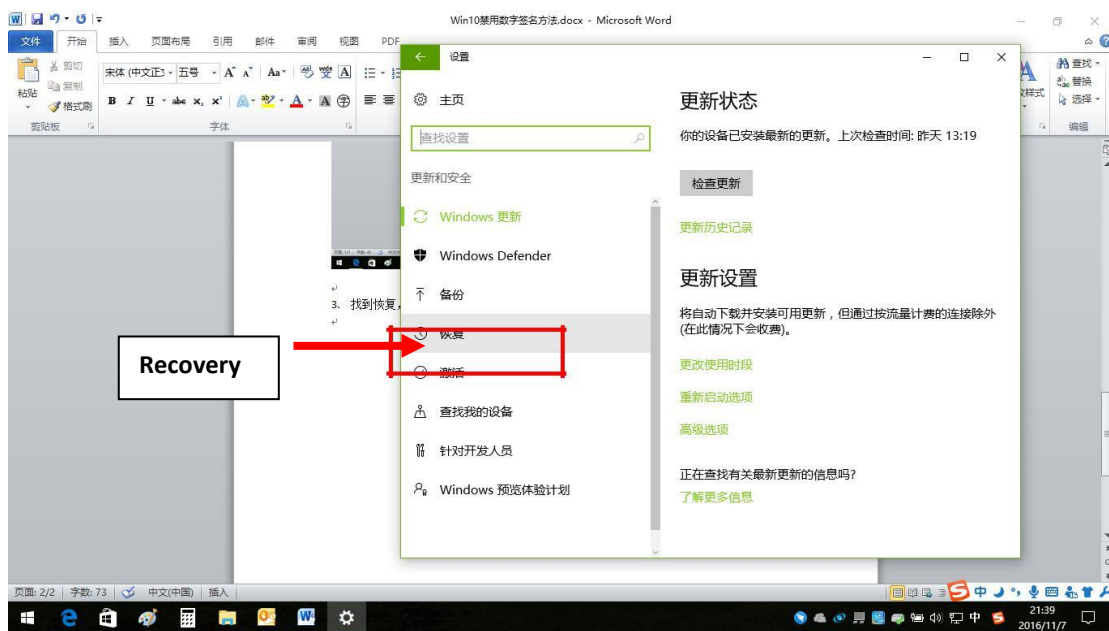 Win10禁用数字签名方法.docx - Microsoft Word
文件 开始 插入 页面布局 引用 邮件 审阅 视图 PDF
剪切
复制
粘贴
格式刷
剪贴板
宋体 (中文正 五号
字体
查找
替换
选择
编辑
设置
主页
查找设置
更新和安全
Windows 更新
Windows Defender
备份
恢复
激活
查找我的设备
针对开发人员
Windows 预览体验计划
更新状态
你的设备已安装最新的更新。上次检查时间: 昨天 13:19
检查更新
更新历史记录
更新设置
将自动下载并安装可用更新，但通过按流量计费的连接除外
(在此情况下会收费)。
更改使用时段
重新启动选项
高级选项
正在查找有关最新更新的信息吗?
了解更多信息
3. 找到恢复，
Recovery
页面: 2/2 字数: 73 中文(中国) 插入
中
中
21:39
2016/11/7